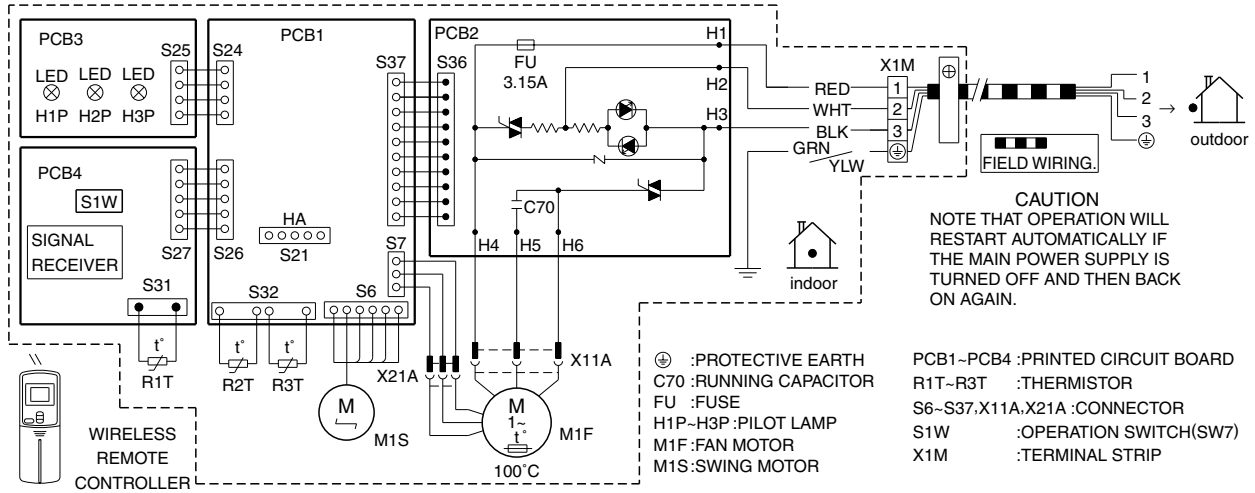 PCB3
LED LED LED
H1P H2P H3P
S25 S24
PCB1
S37
PCB2
S36
FU
3.15A
H1
H2
H3
X1M
RED
1
WHT
2
BLK
3
GRN
YLW
1
2
3
outdoor
FIELD WIRING.
PCB4
S1W
SIGNAL
RECEIVER
S27 S26
HA
S21
S7
C70
H4 H5 H6
indoor
CAUTION
NOTE THAT OPERATION WILL
RESTART AUTOMATICALLY IF
THE MAIN POWER SUPPLY IS
TURNED OFF AND THEN BACK
ON AGAIN.
S31
S32
S6
t°
R1T
t°
R2T
t°
R3T
X21A
X11A
M
M1S
M
1~
t°
M1F
100°C
WIRELESS
REMOTE
CONTROLLER
:PROTECTIVE EARTH
C70 :RUNNING CAPACITOR
FU :FUSE
H1P~H3P :PILOT LAMP
M1F :FAN MOTOR
M1S :SWING MOTOR
PCB1~PCB4 :PRINTED CIRCUIT BOARD
R1T~R3T :THERMISTOR
S6~S37,X11A,X21A :CONNECTOR
S1W :OPERATION SWITCH(SW7)
X1M :TERMINAL STRIP